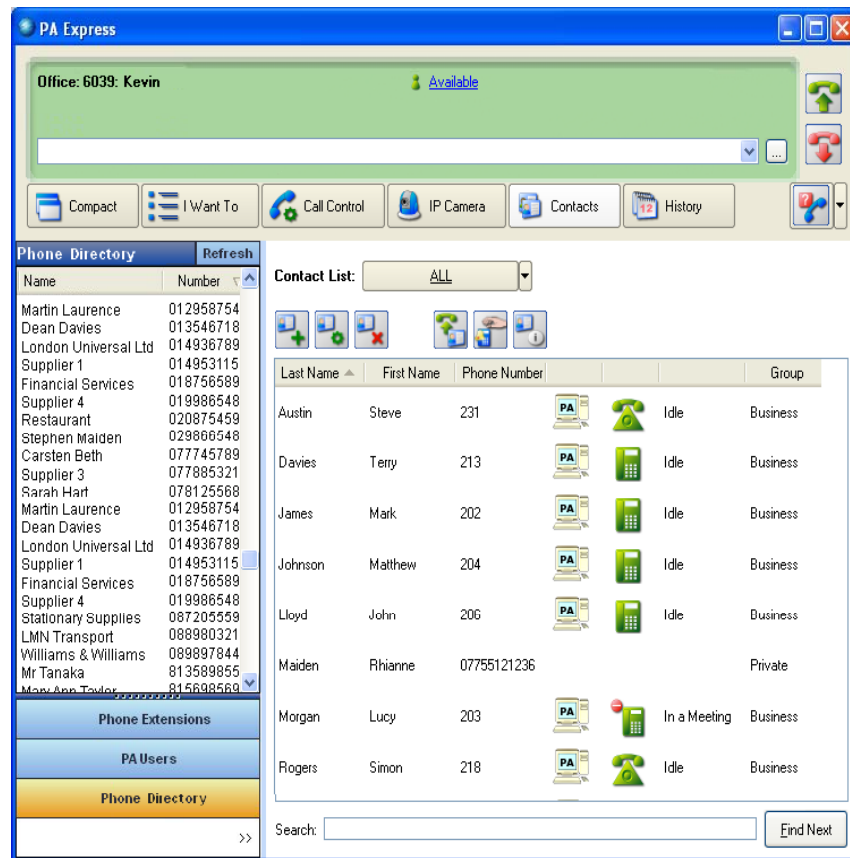 PA Express
Office: 6039: Kevin
Available
...
Compact
I Want To
Call Control
IP Camera
Contacts
12
History
Phone Directory Refresh
Name Number
Martin Laurence 012958754
Dean Davies 013546718
London Universal Ltd 014936789
Supplier 1 014953115
Financial Services 018756589
Supplier 4 019986548
Restaurant 020875459
Stephen Maiden 029866548
Carsten Beth 077745789
Supplier 3 077885321
Sarah Hart 078125568
Martin Laurence 012958754
Dean Davies 013546718
London Universal Ltd 014936789
Supplier 1 014953115
Financial Services 018756589
Supplier 4 019986548
Stationary Supplies 087205559
LMN Transport 088980321
Williams & Williams 089897844
Mr Tanaka 813589855
Mary Ann Taylor 815698569
Phone Extensions
PA Users
Phone Directory
>>
Contact List: ALL
Last Name First Name Phone Number Group
Austin Steve 231 PA Idle Business
Davies Terry 213 PA Idle Business
James Mark 202 PA Idle Business
Johnson Matthew 204 PA Idle Business
Lloyd John 206 PA Idle Business
Maiden Rhianne 07755121236 Private
Morgan Lucy 203 PA In a Meeting Business
Rogers Simon 218 PA Idle Business
Search: Find Next